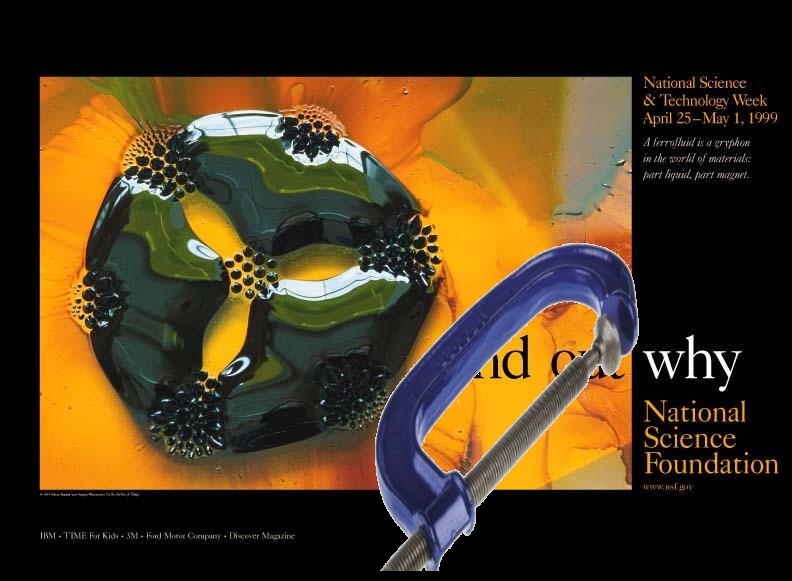 National Science
& Technology Week
April 25–May 1, 1999
A ferrofluid is a gryphon
in the world of materials:
part liquid, part magnet.
why
National
Science
Foundation
www.nsf.gov
IBM • TIME For Kids • 3M • Ford Motor Company • Discover Magazine